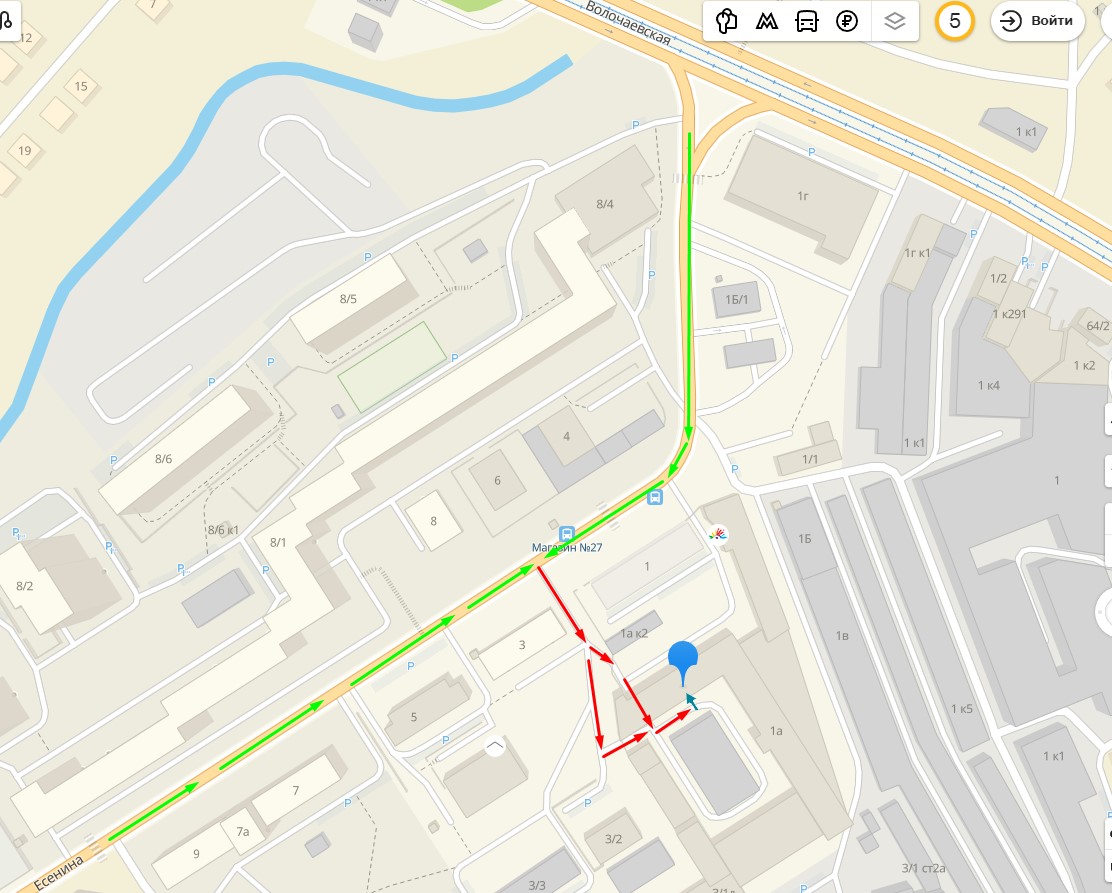 Волочаевская
5
Войти
7
12
15
19
1 к1
P
P
8/4
1г
1г к1
P
P
P
P
8/5
P
1Б/1
1/2
1 к291
64/2
P
P
P
1 к2
1 к4
4
1 к1
8/6
P
6
P
1/1
1
8
8/6 к1
P
8/1
Магазин №27
1Б
P
P
P
8/2
1
1а к2
1в
3
P
5
P
1а
1 к5
1 к1
7
P
P
7а
3/2
9
Есенина
3/3
3/1д
P
3/1 ст2а